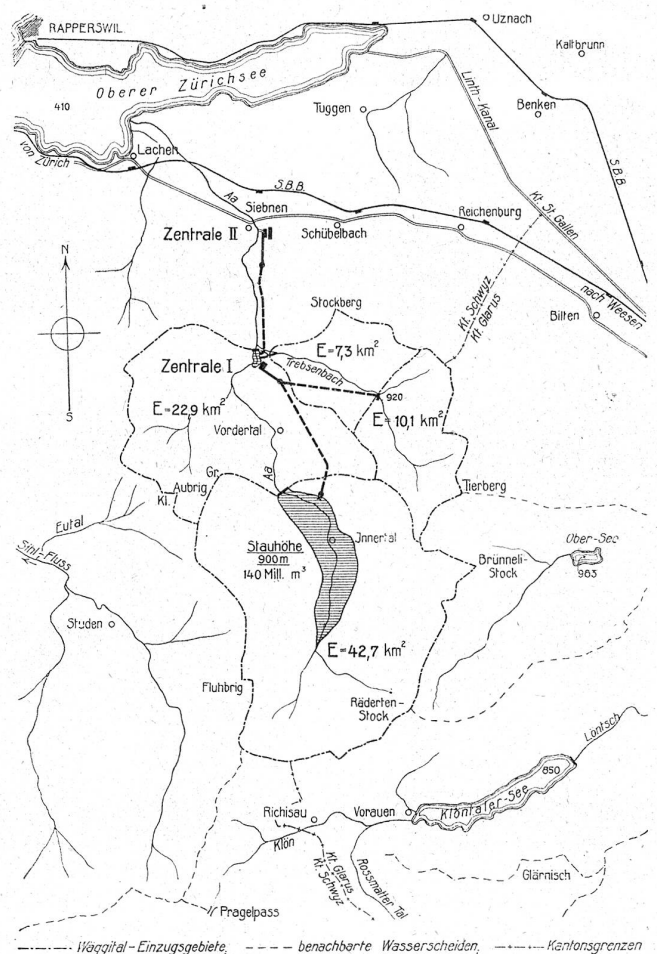 RAPPERSWIL.
Uznach
Kaltbrunn
Oberer Zürichsee
410
Tuggen
Linth-Kanal
Benken
von Zürich
Lachen
S.B.B.
S.B.B.
Aa
Siebnen
Kt. St. Gallen
Reichenburg
Zentrale II
Schübelbach
N
Kt. Schwyz
Kt. Glarus
nach Weesen
Stockberg
Bilten
E=7,3 km²
Zentrale I
Trebsenbach
S
920
E=22,9 km²
E=10,1 km²
Vordertal
Aa
Gr.
Aubrig
Kl.
Tierberg
Eutal
Ober-See
Sihl-Fluss
Stauhöhe
900m
140 Mill. m³
Innertal
Brünneli-
Stock
983
Studen
E=42,7 km²
Fluhbrig
Räderten-
Stock
Löntsch
850
Klöntaler-See
Richisau
Vorauen
Klön
Kt. Glarus
Kt. Schwyz
Rossmatter Tal
Glärnisch
Pragelpass
Wäggital-Einzugsgebiete,
benachbarte Wasserscheiden,
Kantonsgrenzen